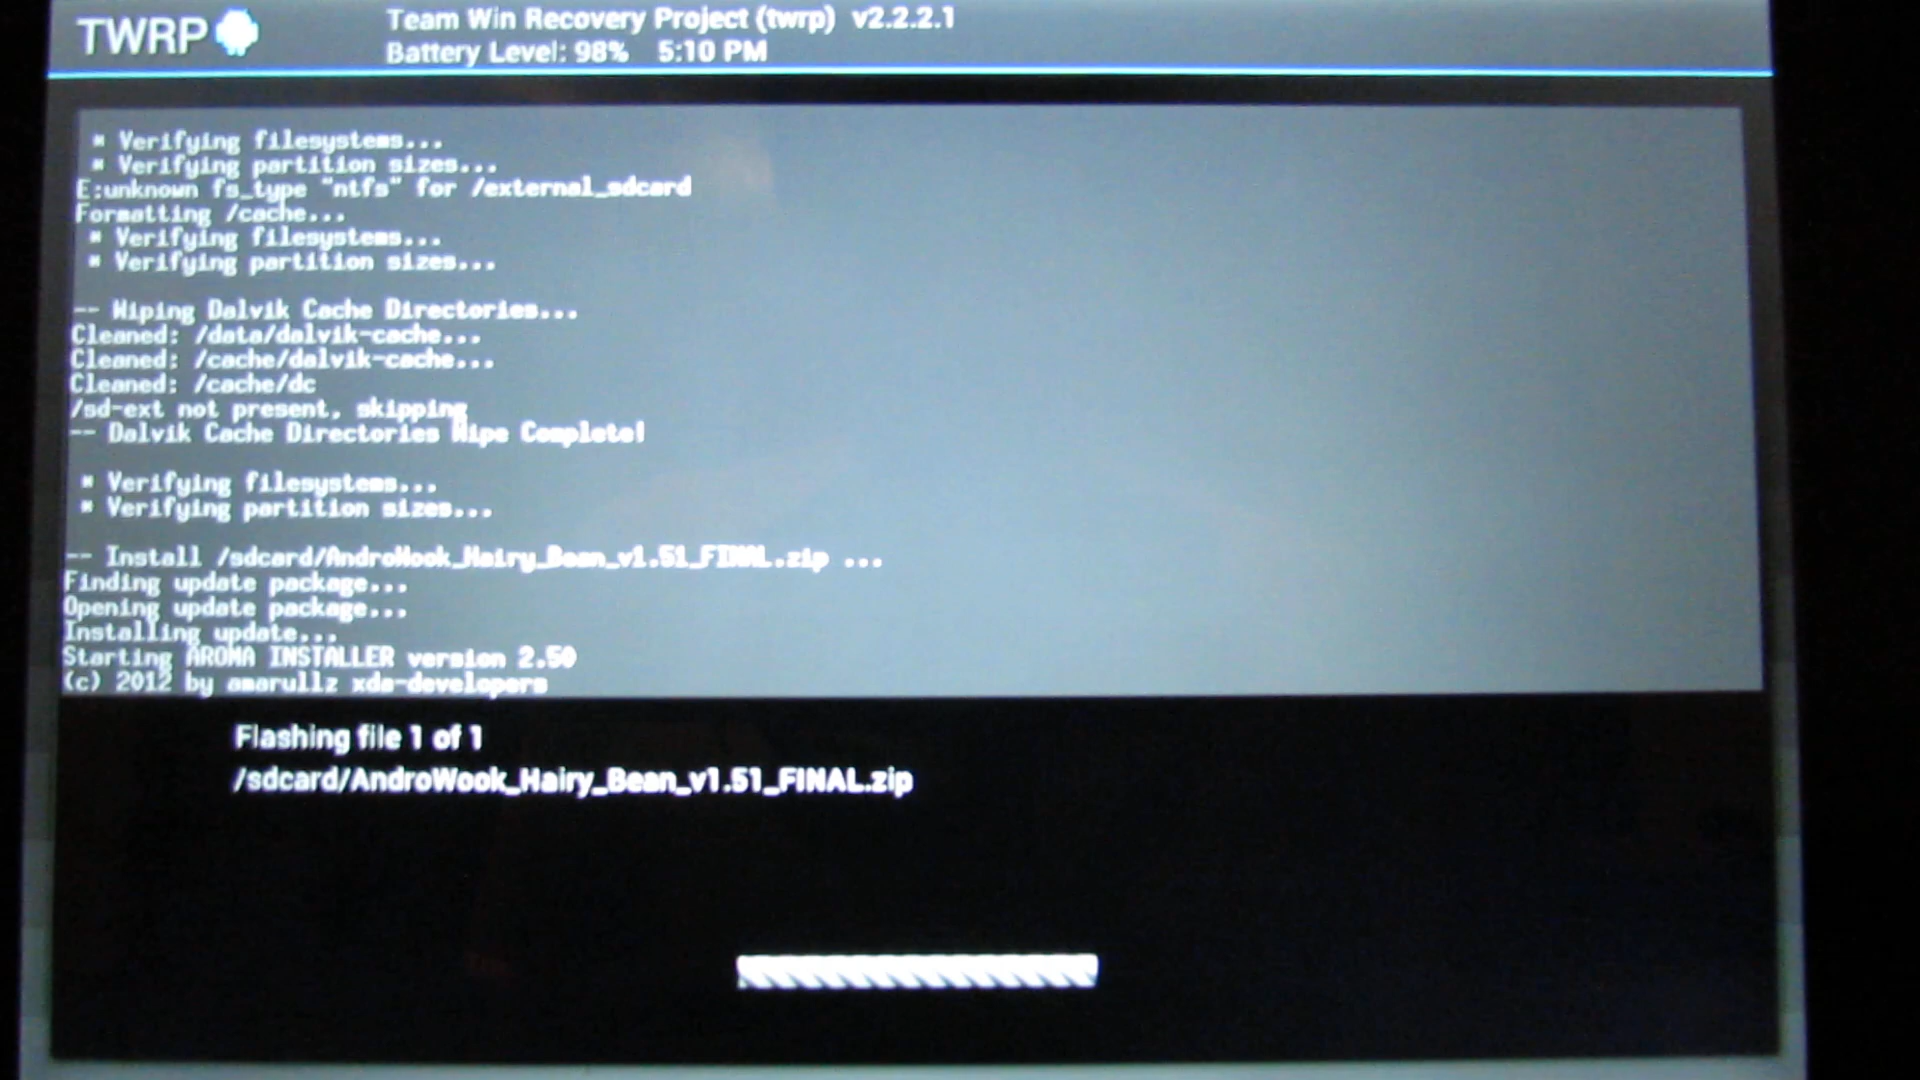 TWRP
Team Win Recovery Project (twrp) v2.2.2.1
Battery Level: 98% 5:10 PM
* Verifying filesystems...
* Verifying partition sizes...
E:unknown fs_type "ntfs" for /external_sdcard
Formatting /cache...
* Verifying filesystems...
* Verifying partition sizes...
-- Wiping Dalvik Cache Directories...
Cleaned: /data/dalvik-cache...
Cleaned: /cache/dalvik-cache...
Cleaned: /cache/dc
/sd-ext not present, skipping
-- Dalvik Cache Directories Wipe Complete!
* Verifying filesystems...
* Verifying partition sizes...
-- Install /sdcard/AndroWook_Hairy_Bean_v1.51_FINAL.zip ...
Finding update package...
Opening update package...
Installing update...
Starting AROMA INSTALLER version 2.50
(c) 2012 by amarullz xda-developers
Flashing file 1 of 1
/sdcard/AndroWook_Hairy_Bean_v1.51_FINAL.zip